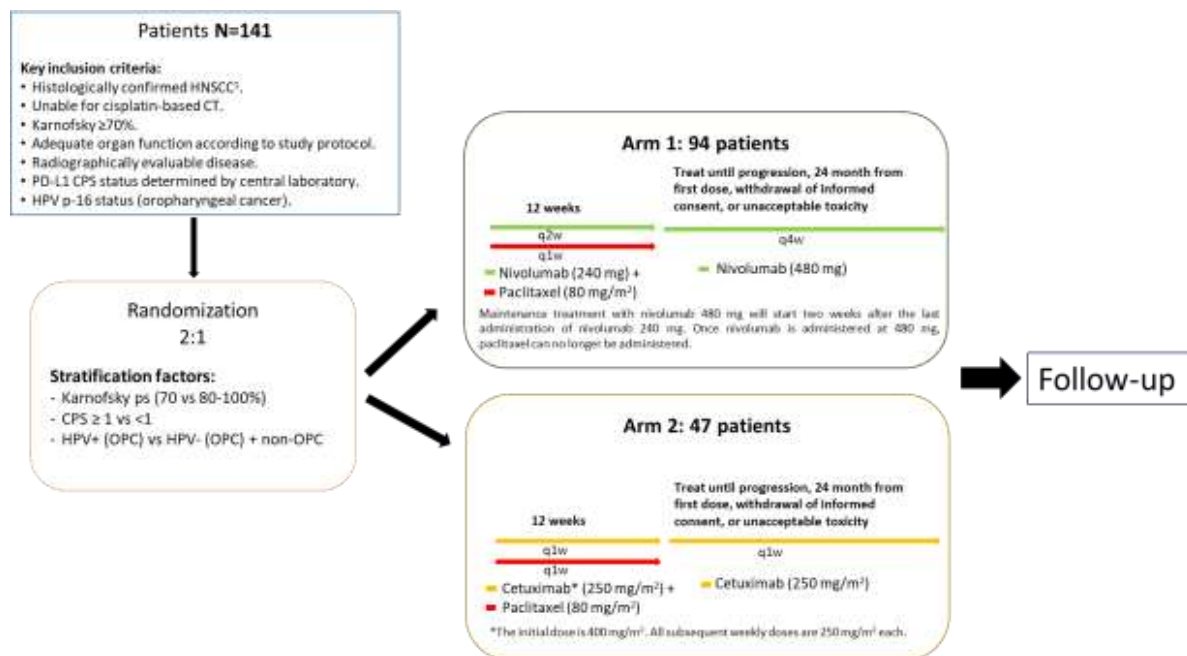 Patients N=141
Key inclusion criteria:
• Histologically confirmed HNSCC⁵.
• Unable for cisplatin-based CT.
• Karnofsky ≥70%.
• Adequate organ function according to study protocol.
• Radiographically evaluable disease.
• PD-L1 CPS status determined by central laboratory.
• HPV p-16 status (oropharyngeal cancer).
Randomization
2:1
Stratification factors:
- Karnofsky ps (70 vs 80-100%)
- CPS ≥ 1 vs <1
- HPV+ (OPC) vs HPV- (OPC) + non-OPC
Arm 1: 94 patients
12 weeks
q2w
q1w
Nivolumab (240 mg) +
Paclitaxel (80 mg/m²)
Treat until progression, 24 month from
first dose, withdrawal of informed
consent, or unacceptable toxicity
q4w
Nivolumab (480 mg)
Maintenance treatment with nivolumab 480 mg will start two weeks after the last
administration of nivolumab 240 mg. Once nivolumab is administered at 480 mg,
paclitaxel can no longer be administered.
Arm 2: 47 patients
12 weeks
q1w
q1w
Cetuximab* (250 mg/m²) +
Paclitaxel (80 mg/m²)
Treat until progression, 24 month from
first dose, withdrawal of informed
consent, or unacceptable toxicity
q1w
Cetuximab (250 mg/m²)
*The initial dose is 400 mg/m². All subsequent weekly doses are 250 mg/m² each.
Follow-up